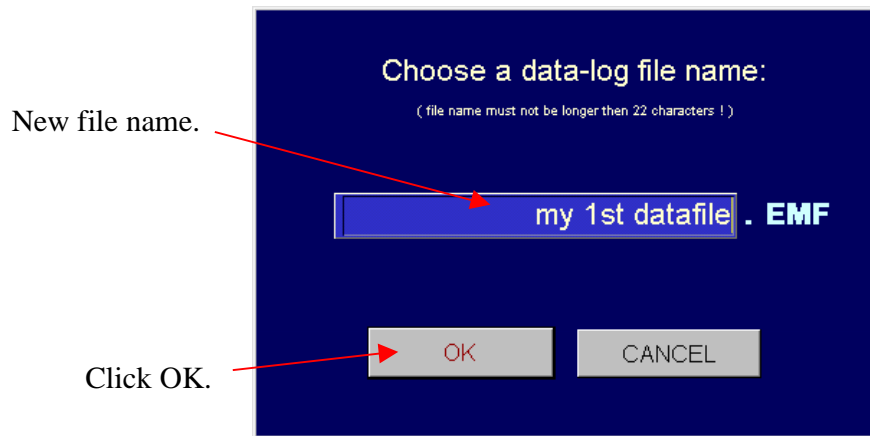 Choose a data-log file name:
( file name must not be longer then 22 characters ! )
New file name.
my 1st datafile . EMF
OK CANCEL
Click OK.